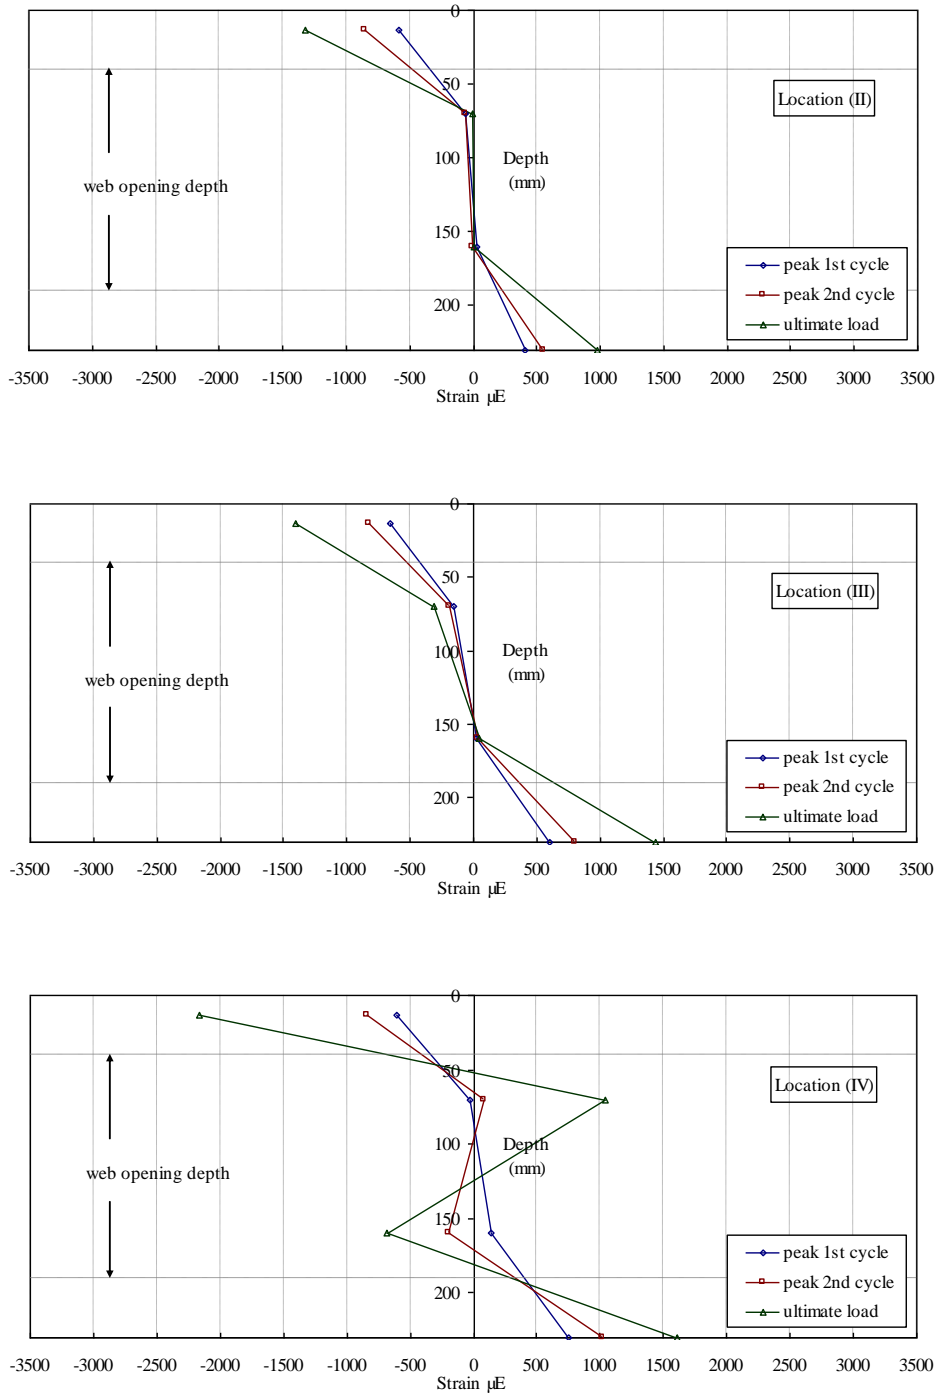 0
50
Location (II)
100
Depth
(mm)
web opening depth
150
peak 1st cycle
peak 2nd cycle
200
ultimate load
-3500 -3000 -2500 -2000 -1500 -1000 -500 0 500 1000 1500 2000 2500 3000 3500
Strain µE
0
50
Location (III)
100
Depth
(mm)
web opening depth
150
peak 1st cycle
peak 2nd cycle
200
ultimate load
-3500 -3000 -2500 -2000 -1500 -1000 -500 0 500 1000 1500 2000 2500 3000 3500
Strain µE
0
50
Location (IV)
100
Depth
(mm)
web opening depth
150
peak 1st cycle
peak 2nd cycle
200
ultimate load
-3500 -3000 -2500 -2000 -1500 -1000 -500 0 500 1000 1500 2000 2500 3000 3500
Strain µE